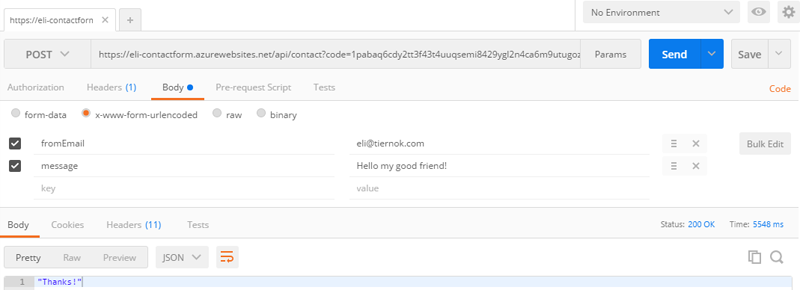 https://eli-contactform
No Environment
POST
https://eli-contactform.azurewebsites.net/api/contact?code=1pabaq6cdy2tt3f43t4uuqsemi8429ygl2n4ca6m9utugoz
Params
Send
Save
Authorization Headers (1) Body Pre-request Script Tests Code
form-data x-www-form-urlencoded raw binary
fromEmail eli@tiernok.com Bulk Edit
message Hello my good friend!
key value
Body Cookies Headers (11) Tests Status: 200 OK Time: 5548 ms
Pretty Raw Preview JSON
1 "Thanks!"